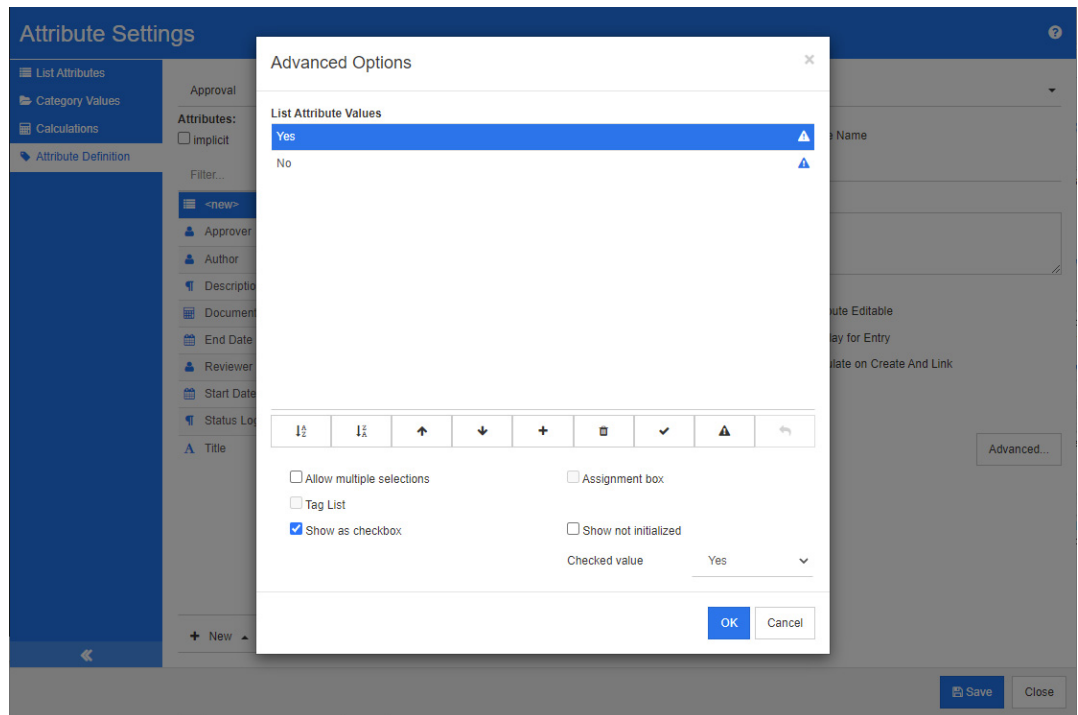 Attribute Settings
List Attributes
Category Values
Calculations
Attribute Definition
Approval
Attributes:
implicit
Filter...
<new>
Approver
Author
Descriptio
Document
End Date
Reviewer
Start Date
Status Log
Title
+ New
Advanced Options
×
List Attribute Values
Yes
No
Allow multiple selections
Assignment box
Tag List
Show as checkbox
Show not initialized
Checked value
Yes
OK
Cancel
Name
ute Editable
lay for Entry
late on Create And Link
Advanced...
Save
Close